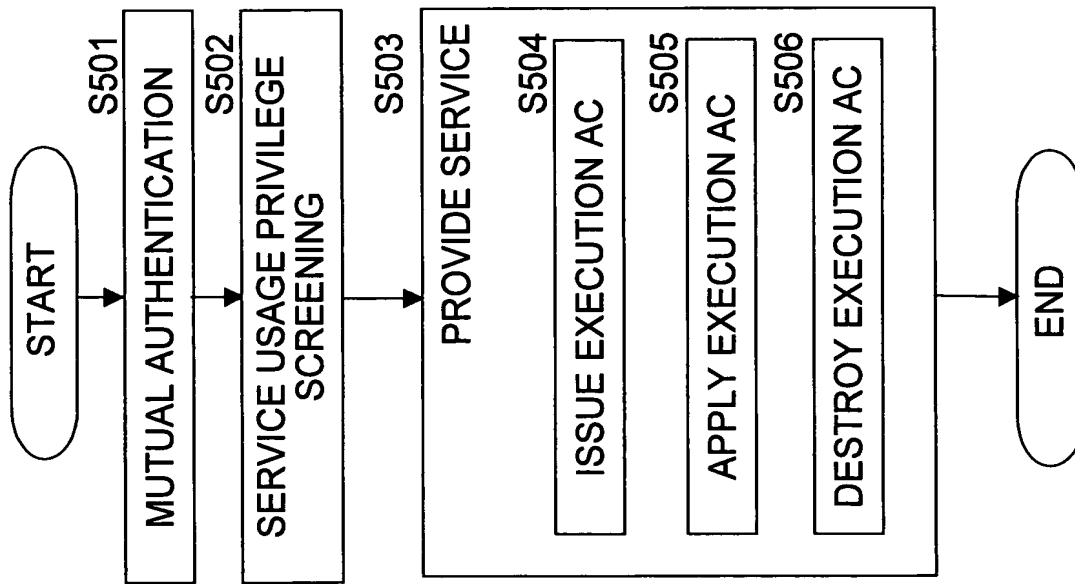 START
S501
MUTUAL AUTHENTICATION
S502
SERVICE USAGE PRIVILEGE
SCREENING
S503
PROVIDE SERVICE
S504
ISSUE EXECUTION AC
S505
APPLY EXECUTION AC
S506
DESTROY EXECUTION AC
END